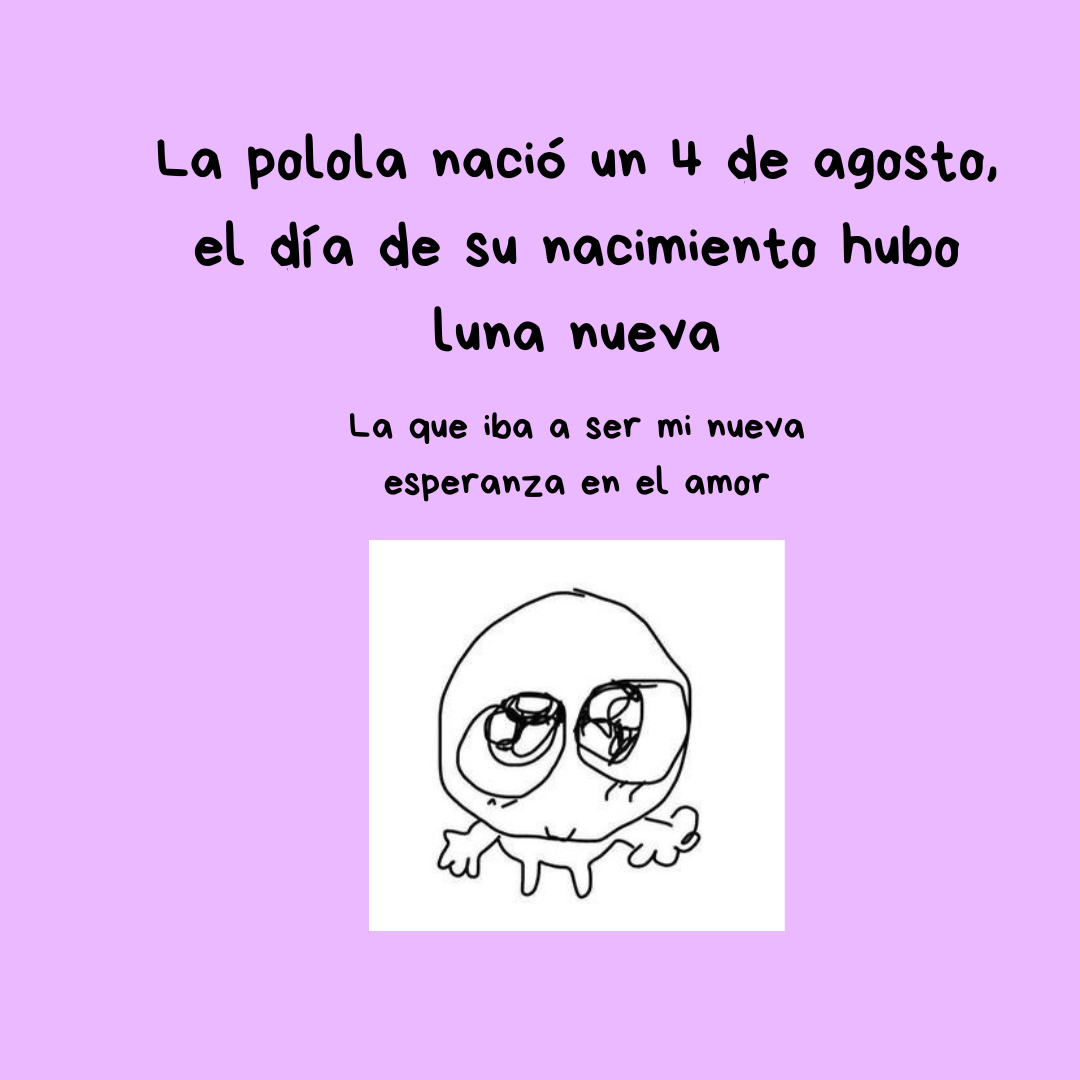 La polola nació un 4 de agosto,
el día de su nacimiento hubo
luna nueva
La que iba a ser mi nueva
esperanza en el amor